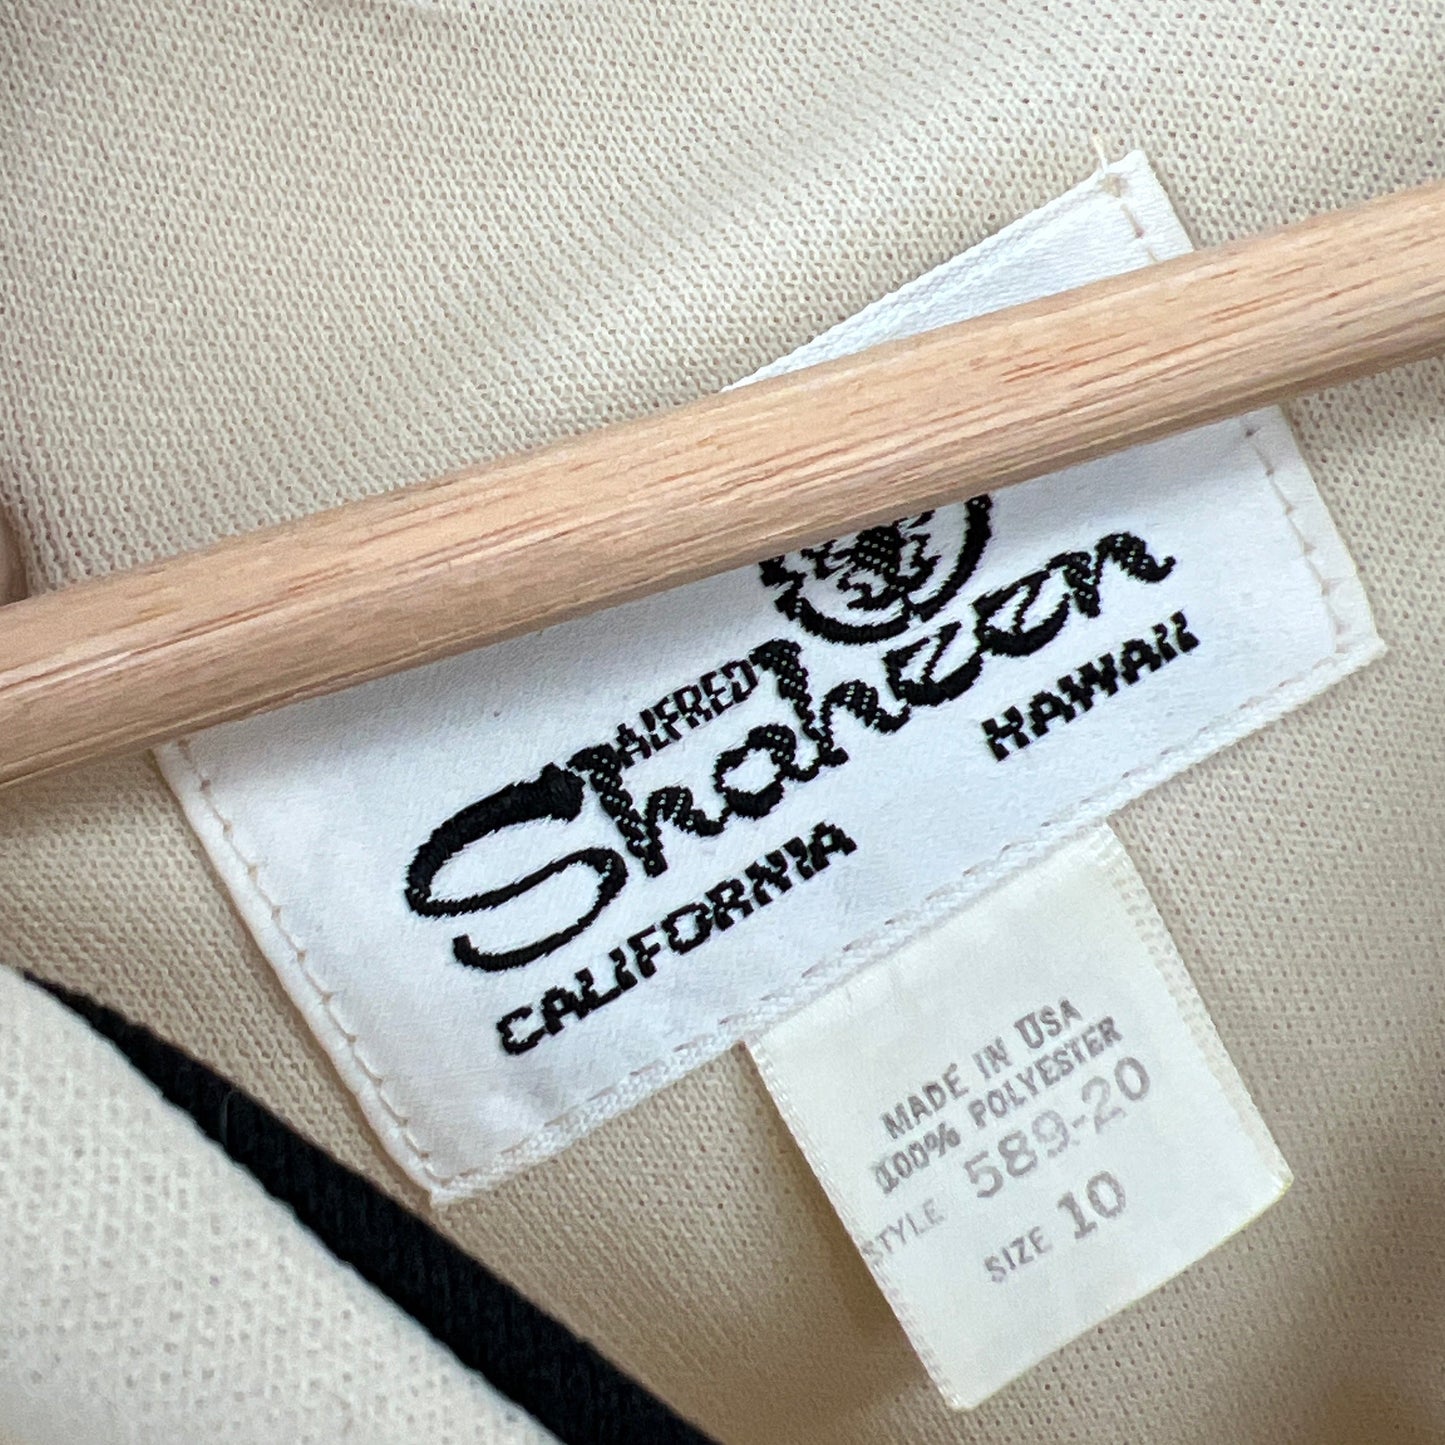 ALFRED
Shaheen
HAWAII
CALIFORNIA
MADE IN USA
100% POLYESTER
STYLE 589-20
SIZE 10